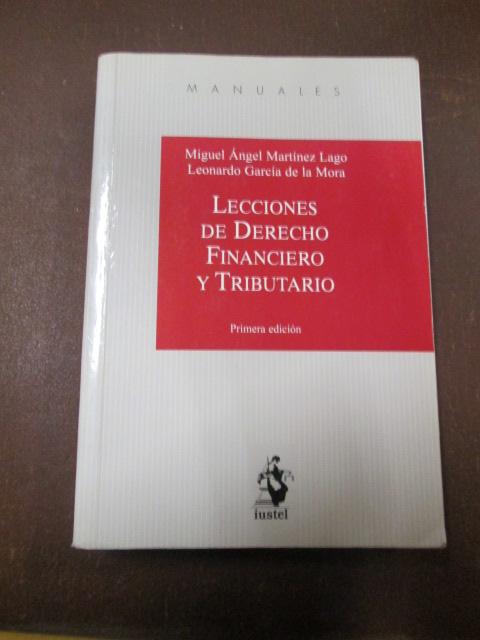 MANUALES
Miguel Ángel Martínez Lago
Leonardo García de la Mora
LECCIONES
DE DERECHO
FINANCIERO
Y TRIBUTARIO
Primera edición
iustel